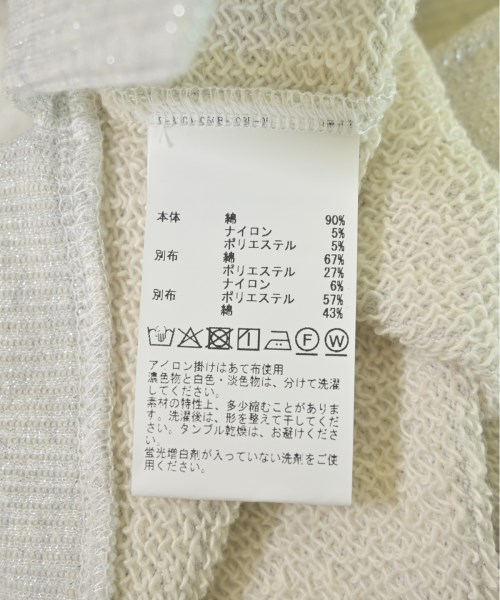 本体 綿 90%
ナイロン 5%
ポリエステル 5%
別布 綿 67%
ポリエステル 27%
ナイロン 6%
別布 ポリエステル 57%
綿 43%
F W
アイロン掛けはあて布使用
濃色物と白色・淡色物は、分けて洗濯
してください。
素材の特性上、多少縮むことがありま
す。洗濯後は、形を整えて干してくだ
さい。タンブル乾燥は、お避けくださ
い。
蛍光増白剤が入っていない洗剤をご使
用ください。